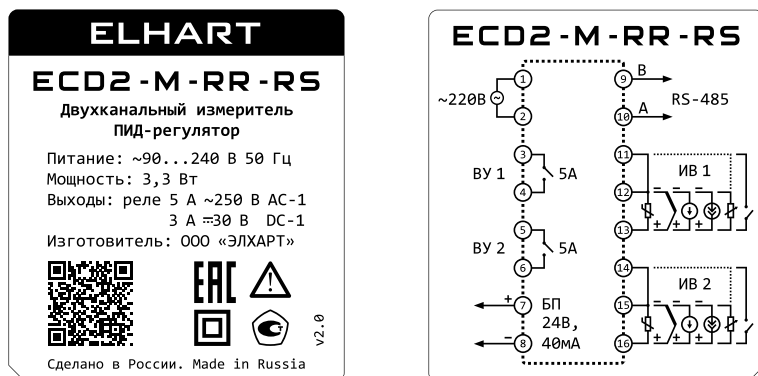 ELHART
ECD2-M-RR-RS
Двухканальный измеритель
ПИД-регулятор
Питание: ~90...240 В 50 Гц
Мощность: 3,3 Вт
Выходы: реле 5 А ~250 В AC-1
3 А ⎓30 В DC-1
Изготовитель: ООО «ЭЛХАРТ»
EAC
C
v2.0
Сделано в России. Made in Russia
ECD2-M-RR-RS
1
~220В
2
3
ВУ 1
5А
4
5
ВУ 2
5А
6
7
+
БП
24В,
40мА
8
−
9
B
RS-485
10
A
11
ИВ 1
12
− − − −
+ + + +
13
14
ИВ 2
15
− − − −
+ + + +
16